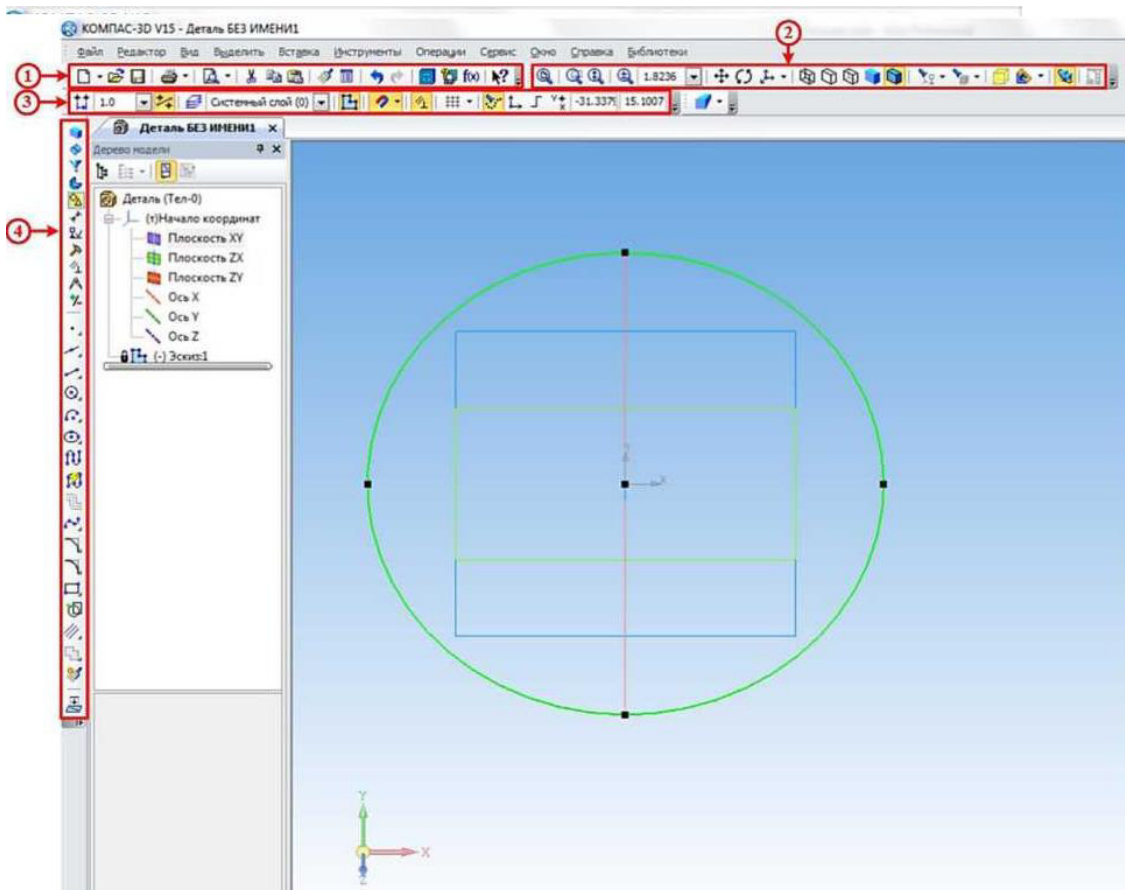 КОМПАС-3D V15 - Деталь БЕЗ ИМЕНИ1
Файл Редактор Вид Выделить Вставка Инструменты Операции Сервис Окно Справка Библиотеки
2
1
f(x)
1.8236
3
1.0
Системный слой (0)
-31.337
15.1007
Деталь БЕЗ ИМЕНИ1
Дерево модели
4
Деталь (Тел-0)
(т)Начало координат
Плоскость XY
Плоскость ZX
Плоскость ZY
Ось X
Ось Y
Ось Z
(-) Эскиз:1
X
Y
X
Z